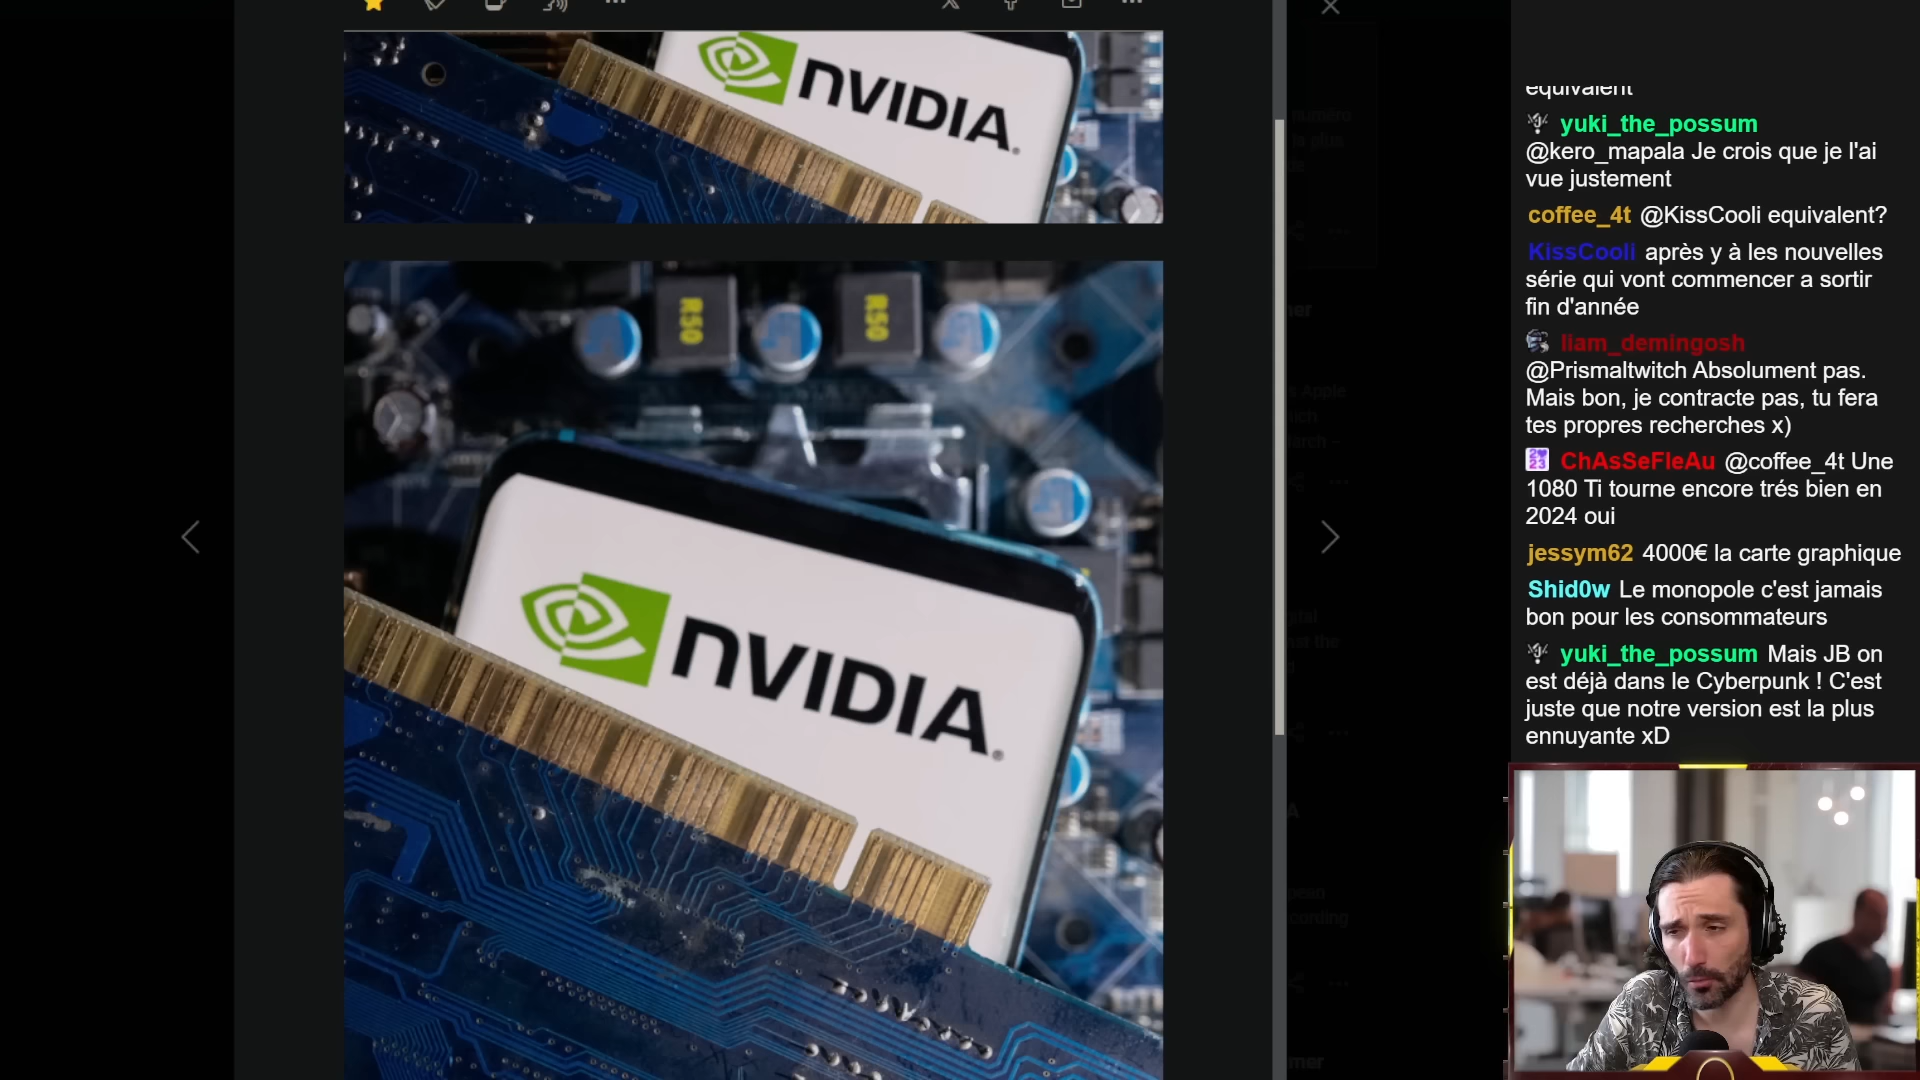 NVIDIA
R50
R50
NVIDIA
equivalent
yuki_the_possum
@kero_mapala Je crois que je l'ai
vue justement
coffee_4t @KissCooli equivalent?
KissCooli après y à les nouvelles
série qui vont commencer a sortir
fin d'année
liam_demingosh
@Prismaltwitch Absolument pas.
Mais bon, je contracte pas, tu fera
tes propres recherches x)
ChAsSeFleAu @coffee_4t Une
1080 Ti tourne encore trés bien en
2024 oui
jessym62 4000€ la carte graphique
Shid0w Le monopole c'est jamais
bon pour les consommateurs
yuki_the_possum Mais JB on
est déjà dans le Cyberpunk ! C'est
juste que notre version est la plus
ennuyante xD